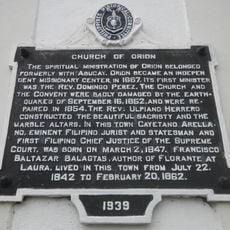 CHURCH OF ORION
THE SPIRITUAL MINISTRATION OF ORION BELONGED
FORMERLY WITH ABUCAY. ORION BECAME AN INDEPEN
DENT MISSIONARY CENTER IN 1667. ITS FIRST MINISTER
WAS THE REV. DOMINGO PEREZ. THE CHURCH AND
THE CONVENT WERE BADLY DAMAGED BY THE EARTH-
QUAKES OF SEPTEMBER 16, 1852, AND WERE RE-
PAIRED IN 1854. THE REV. ULPIANO HERRERO
CONSTRUCTED THE BEAUTIFUL SACRISTY AND THE
MARBLE ALTARS. IN THIS TOWN CAYETANO ARELLA-
NO, EMINENT FILIPINO JURIST AND STATESMAN AND
FIRST FILIPINO CHIEF JUSTICE OF THE SUPREME
COURT, WAS BORN ON MARCH 2, 1847. FRANCISCO
BALTAZAR BALAGTAS, AUTHOR OF FLORANTE AT
LAURA, LIVED IN THIS TOWN FROM JULY 22,
1842 TO FEBRUARY 20, 1862.
1939